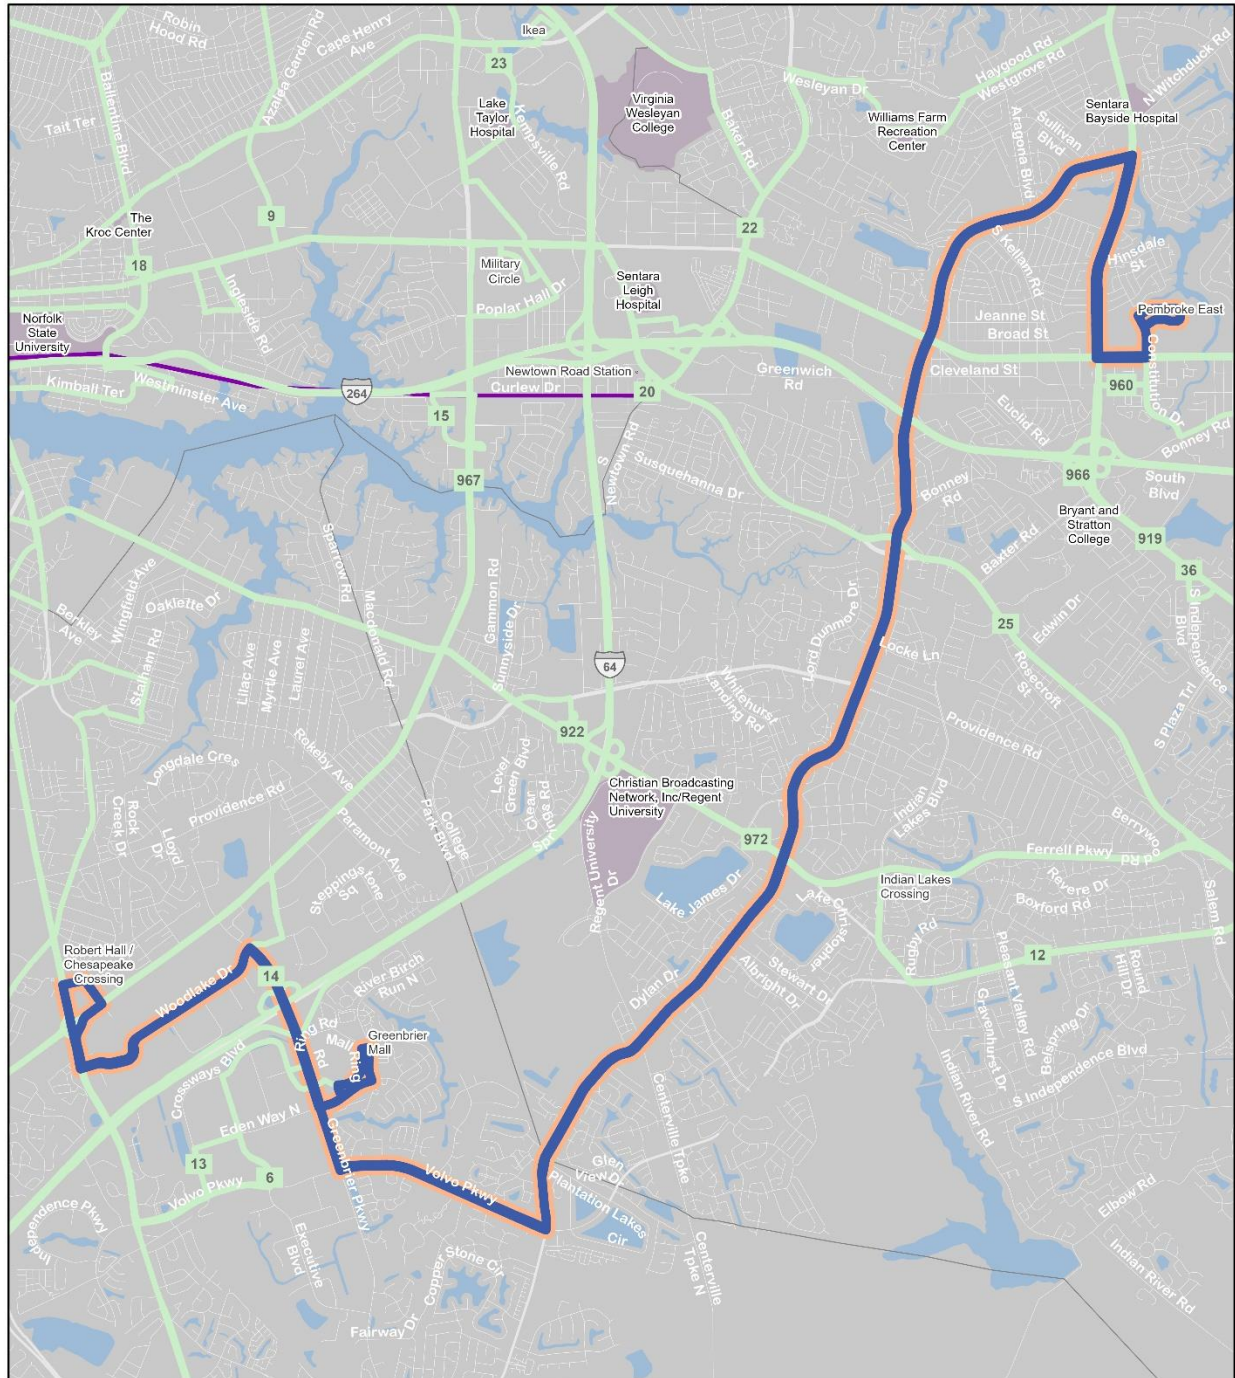 Robin
Hood Rd
Cape Henry
Ave
Ikea
Azalea Garden Rd
23
Ballentine Blvd
Tait Ter
Lake
Taylor
Hospital
Kempsville Rd
Virginia
Wesleyan
College
Baker Rd
Wesleyan Dr
Haygood Rd
Westgrove Rd
N Witchduck Rd
Sentara
Bayside Hospital
Williams Farm
Recreation
Center
Aragona Blvd
Sullivan
Blvd
The
Kroc Center
9
18
22
Military
Circle
Ingleside Rd
Poplar Hall Dr
Sentara
Leigh
Hospital
S Kellam Rd
Hinsdale
St
Jeanne St
Broad St
Pembroke East
Norfolk
State
University
Kimball Ter
Westminster Ave
264
Newtown Road Station
Curlew Dr
20
Greenwich
Rd
Cleveland St
960
Constitution Dr
15
Euclid Rd
Bonney Rd
S
Newtown Rd
Susquehanna Dr
967
Bonney
Rd
966
South
Blvd
Bryant and
Stratton
College
919
Baxter Rd
36
Sparrow Rd
Wingfield Ave
Oaklette Dr
Berkley
Ave
Stalham Rd
Macdonald Rd
Gammon Rd
Sunnyside Dr
Lord Dunmore Dr
25
Edwin Dr
S Independence
Blvd
Lilac Ave
Myrtle Ave
Laurel Ave
64
Locke Ln
Rosecroft
St
Whitehurst
Landing Rd
S Plaza Trl
922
Rokeby Ave
Longdale Cres
Level
Green Blvd
Providence Rd
Christian Broadcasting
Network, Inc/Regent
University
Clear
Springs Rd
Providence Rd
Rock
Creek Dr
Lloyd
Dr
Paramont Ave
College
Park Blvd
Indian
Lakes Blvd
972
Ferrell Pkwy
Berrywood
Rd
Regent University
Dr
Lake James Dr
Indian Lakes
Crossing
Revere Dr
Boxford Rd
Salem Rd
Steppingstone
Sq
Lake Christopher
Rugby Rd
Robert Hall /
Chesapeake
Crossing
Woodlake Dr
14
River Birch
Run N
Stewart Dr
Albright Dr
Dylan Dr
12
Pleasant Valley Rd
Round
Hill Dr
Ring Rd
Mall
Rd
Ring
Greenbrier
Mall
Gravenhurst Dr
Belspring Dr
Crossways Blvd
Eden Way N
Greenbrier Pkwy
Centerville Tpke
Indian River Rd
S Independence Blvd
13
6
Volvo Pkwy
Volvo Pkwy
Glen
View Dr
Plantation Lakes
Cir
Elbow Rd
Independence Pkwy
Executive
Blvd
Copper Stone Cir
Centerville
Tpke N
Indian River Rd
Fairway Dr